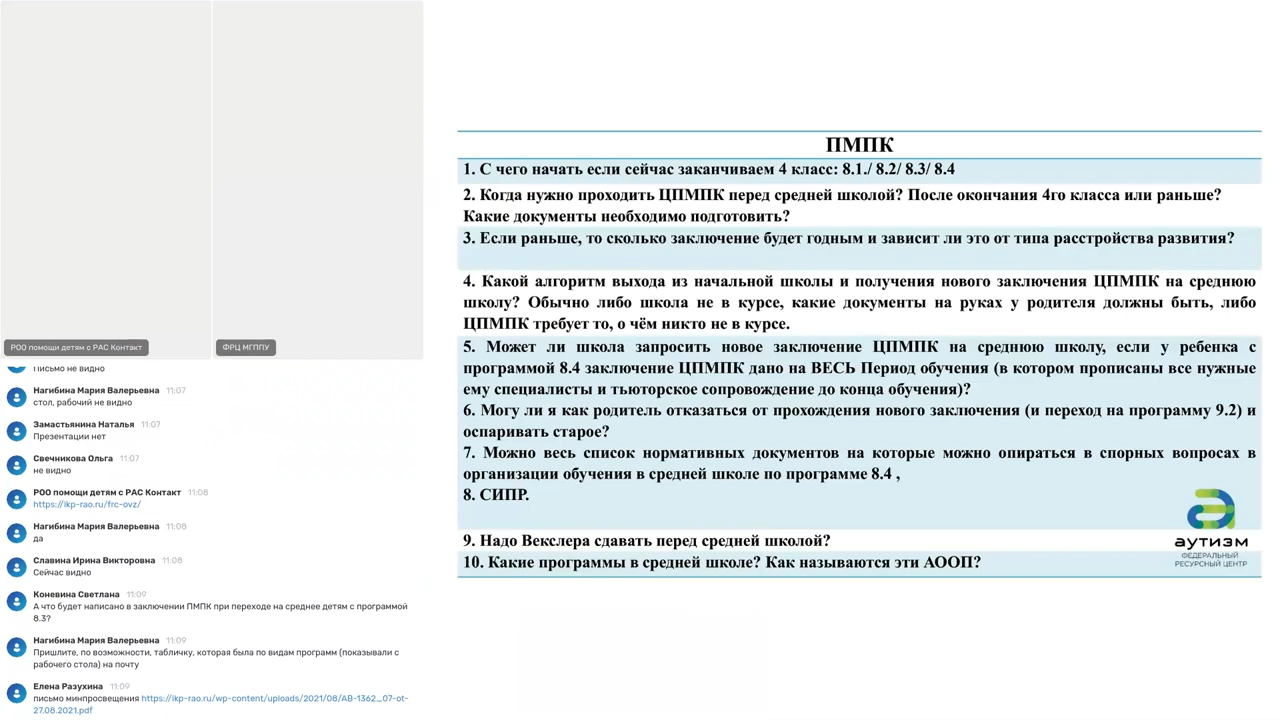 РОО помощи детям с РАС Контакт
ФРЦ МГППУ
Письмо не видно
Нагибина Мария Валерьевна 11:07
стол, рабочий не видно
Замастьянина Наталья 11:07
Презентации нет
Свечникова Ольга 11:07
не видно
РОО помощи детям с РАС Контакт 11:08
https://ikp-rao.ru/frc-ovz/
Нагибина Мария Валерьевна 11:08
да
Славина Ирина Викторовна 11:08
Сейчас видно
Коневина Светлана 11:09
А что будет написано в заключении ПМПК при переходе на среднее детям с программой
8.3?
Нагибина Мария Валерьевна 11:09
Пришлите, по возможности, табличку, которая была по видам программ (показывали с
рабочего стола) на почту
Елена Разухина 11:09
письмо минпросвещения https://ikp-rao.ru/wp-content/uploads/2021/08/AB-1362_07-ot-
27.08.2021.pdf
ПМПК
1. С чего начать если сейчас заканчиваем 4 класс: 8.1./ 8.2/ 8.3/ 8.4
2. Когда нужно проходить ЦПМПК перед средней школой? После окончания 4го класса или раньше?
Какие документы необходимо подготовить?
3. Если раньше, то сколько заключение будет годным и зависит ли это от типа расстройства развития?
4. Какой алгоритм выхода из начальной школы и получения нового заключения ЦПМПК на среднюю
школу? Обычно либо школа не в курсе, какие документы на руках у родителя должны быть, либо
ЦПМПК требует то, о чём никто не в курсе.
5. Может ли школа запросить новое заключение ЦПМПК на среднюю школу, если у ребенка с
программой 8.4 заключение ЦПМПК дано на ВЕСЬ Период обучения (в котором прописаны все нужные
ему специалисты и тьюторское сопровождение до конца обучения)?
6. Могу ли я как родитель отказаться от прохождения нового заключения (и переход на программу 9.2) и
оспаривать старое?
7. Можно весь список нормативных документов на которые можно опираться в спорных вопросах в
организации обучения в средней школе по программе 8.4 ,
8. СИПР.
9. Надо Векслера сдавать перед средней школой?
10. Какие программы в средней школе? Как называются эти АООП?
аутизм
ФЕДЕРАЛЬНЫЙ
РЕСУРСНЫЙ ЦЕНТР